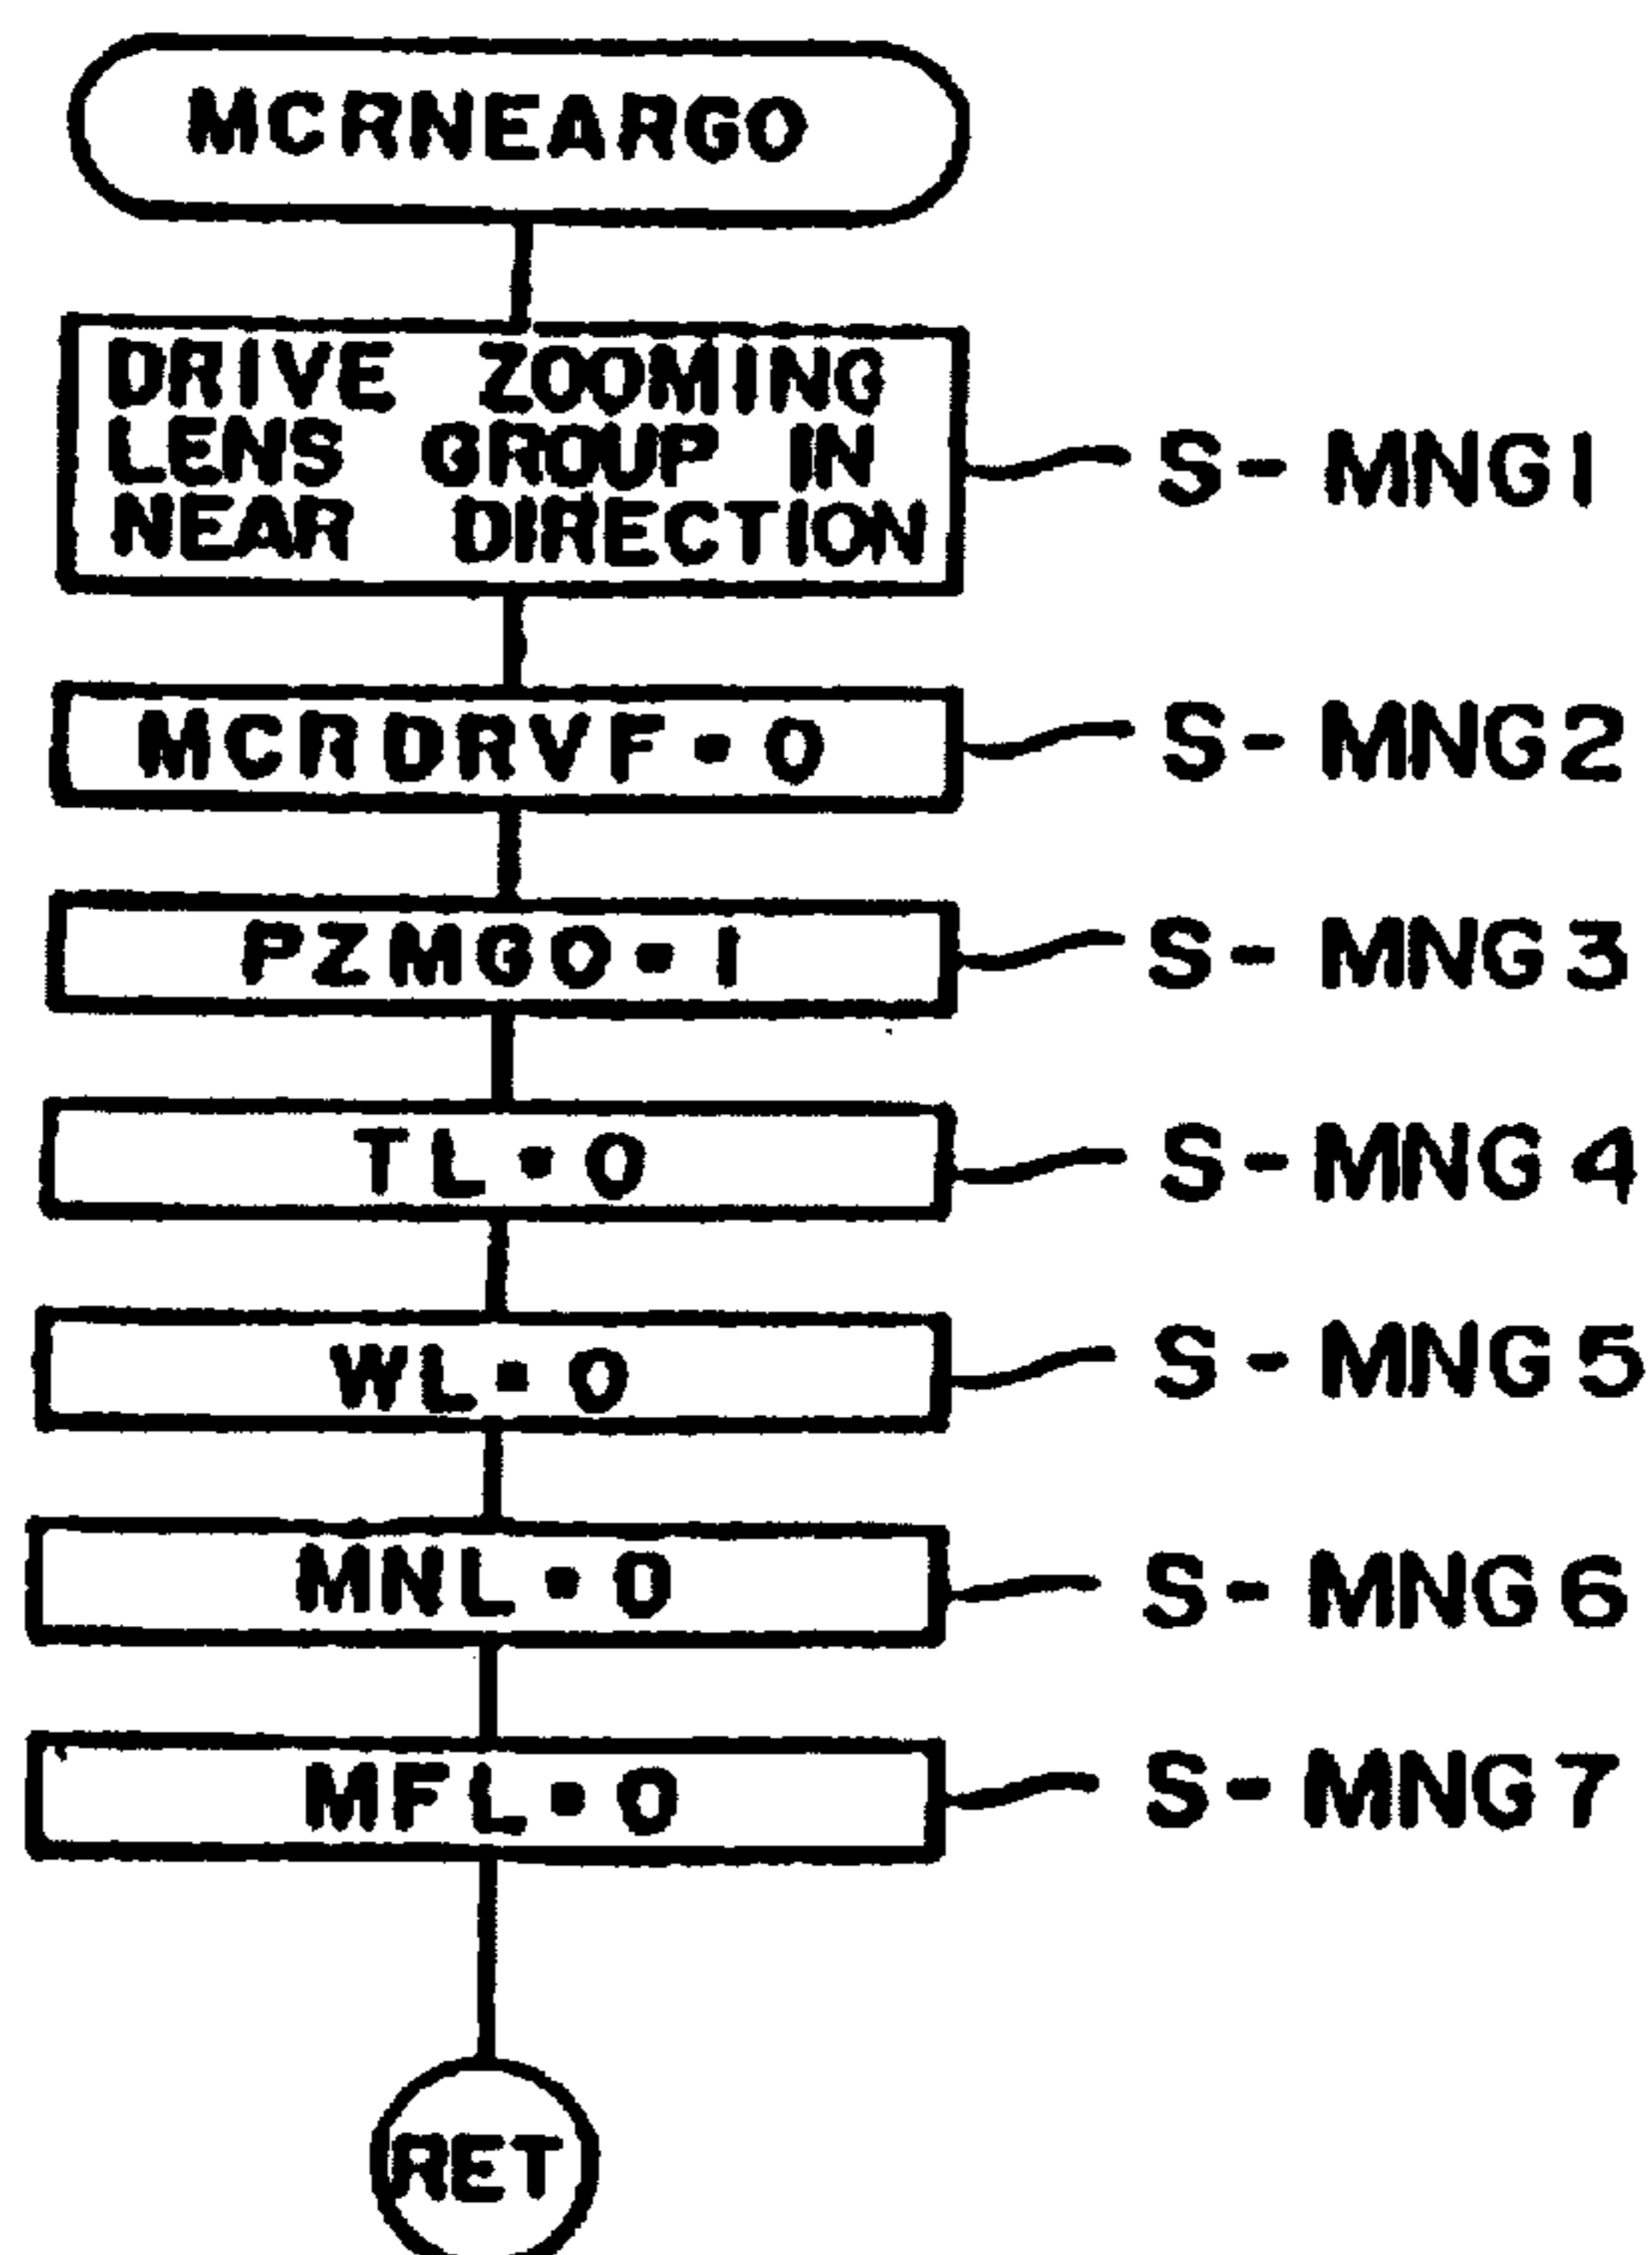 MCRNEARGO
DRIVE ZOOMING
LENS GROUP IN
NEAR DIRECTION
S-MNG1
MCRDRVF=0
S-MNG2
PZMGO=1
S-MNG3
TL=0
S-MNG4
WL=0
S-MNG5
MNL=0
S-MNG6
MFL=0
S-MNG7
RET